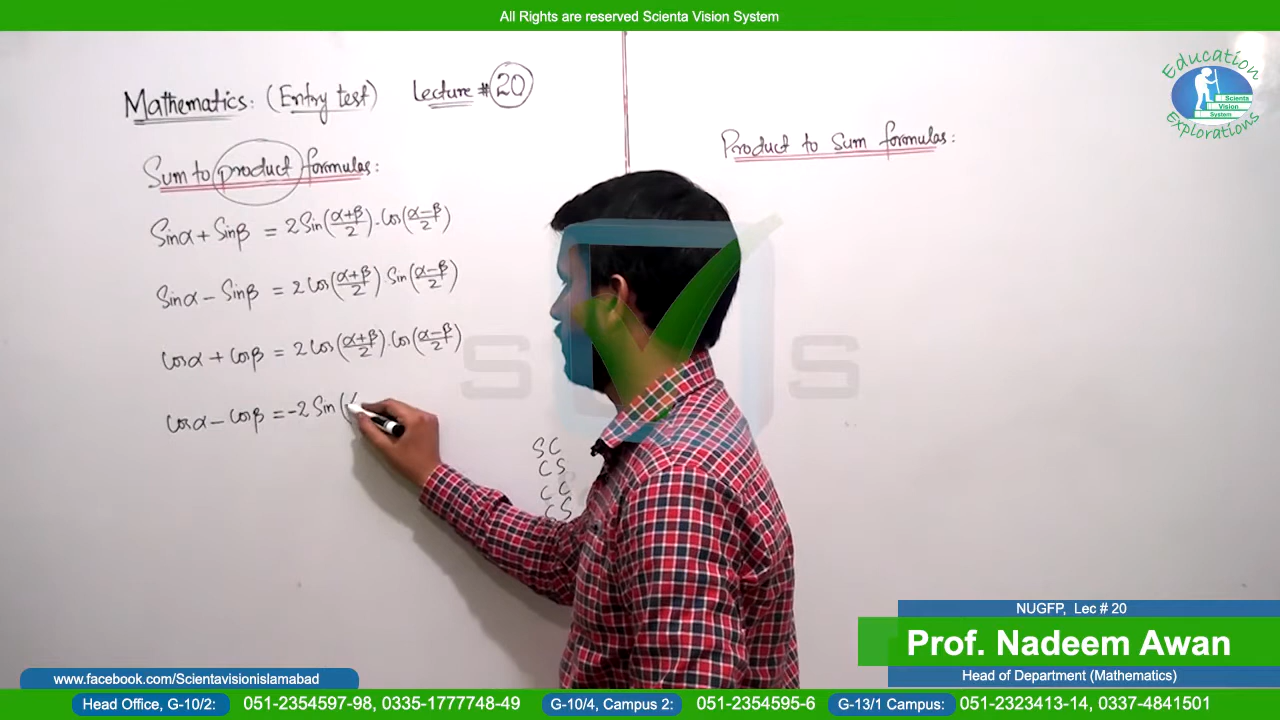 All Rights are reserved Scienta Vision System
Mathematics: (Entry test) Lecture # 20
Sum to product formulas:
Sinα + Sinβ = 2 Sin(α+β/2) . Cos(α−β/2)
Sinα − Sinβ = 2 Cos(α+β/2) Sin(α−β/2)
Cosα + Cosβ = 2 Cos(α+β/2) . Cos(α−β/2)
Cosα − Cosβ = −2 Sin(
S C
C S
C C
Product to Sum formulas:
Education
Scienta
Vision
System
Explorations
SVS
NUGFP, Lec # 20
Prof. Nadeem Awan
Head of Department (Mathematics)
www.facebook.com/Scientavisionislamabad
Head Office, G-10/2: 051-2354597-98, 0335-1777748-49 G-10/4, Campus 2: 051-2354595-6 G-13/1 Campus: 051-2323413-14, 0337-4841501